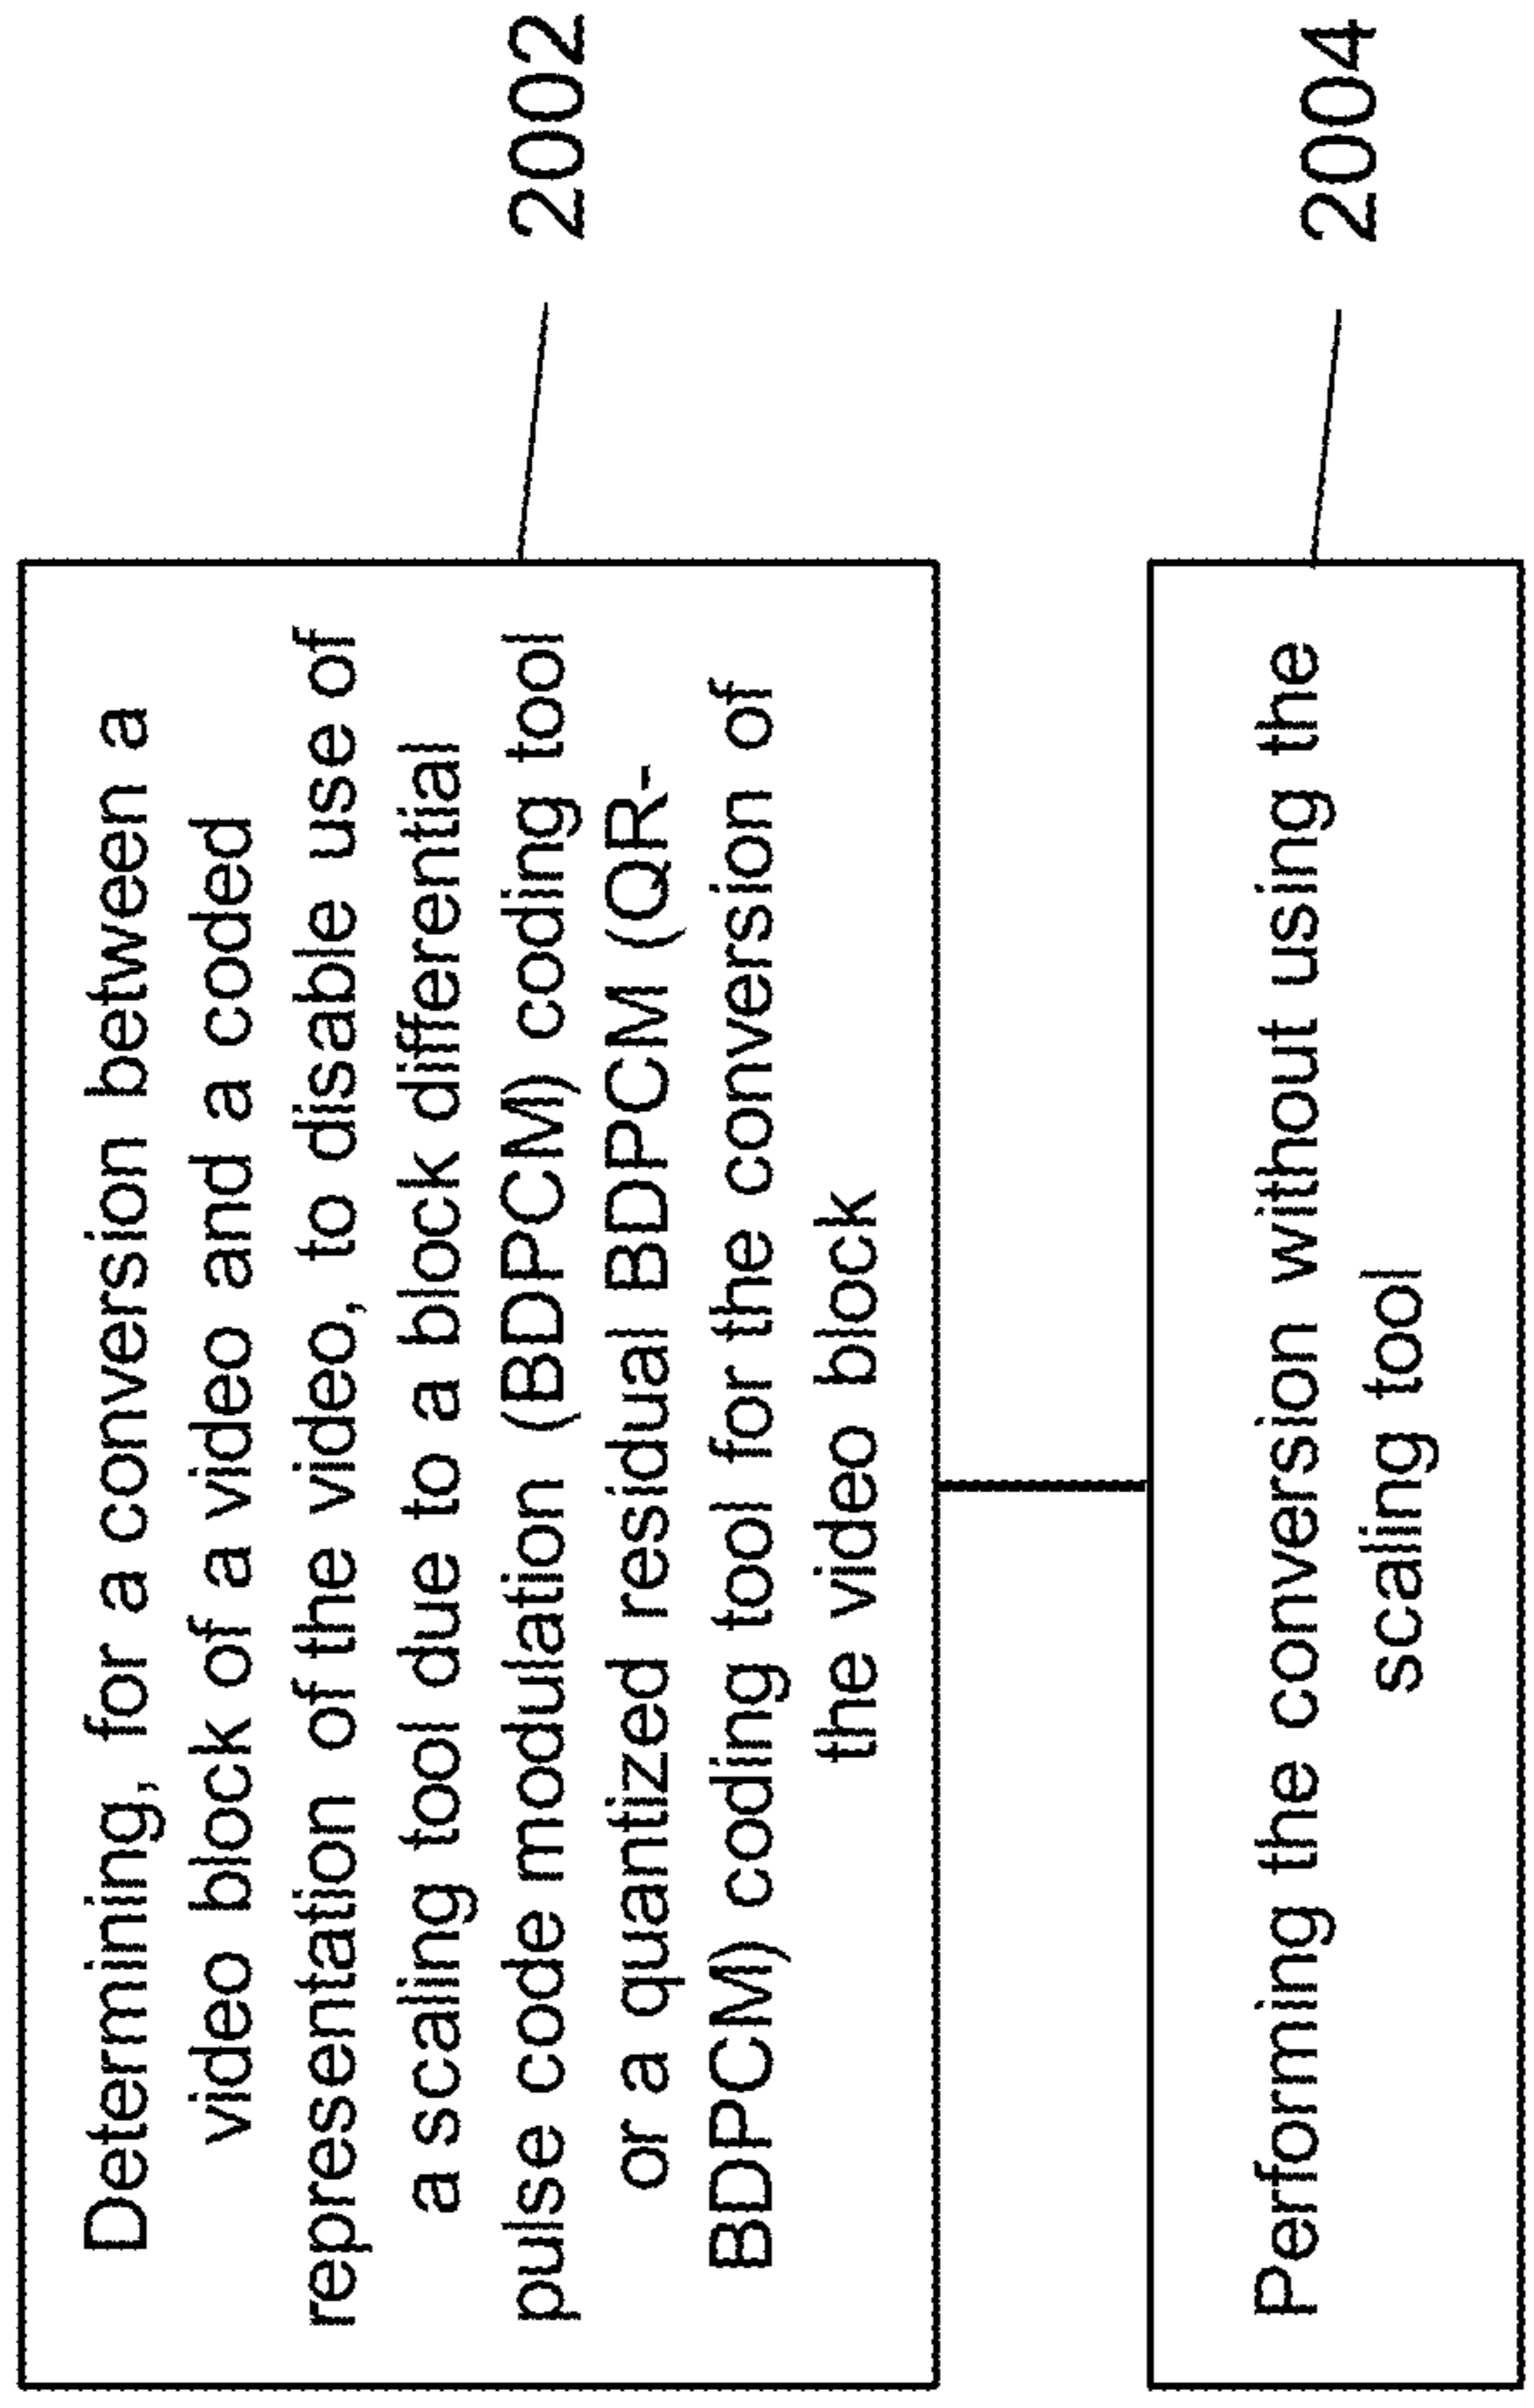 Determining, for a conversion between a
video block of a video and a coded
representation of the video, to disable use of
a scaling tool due to a block differential
pulse code modulation (BDPCM) coding tool
or a quantized residual BDPCM (QR-
BDPCM) coding tool for the conversion of
the video block
2002
Performing the conversion without using the
scaling tool
2004